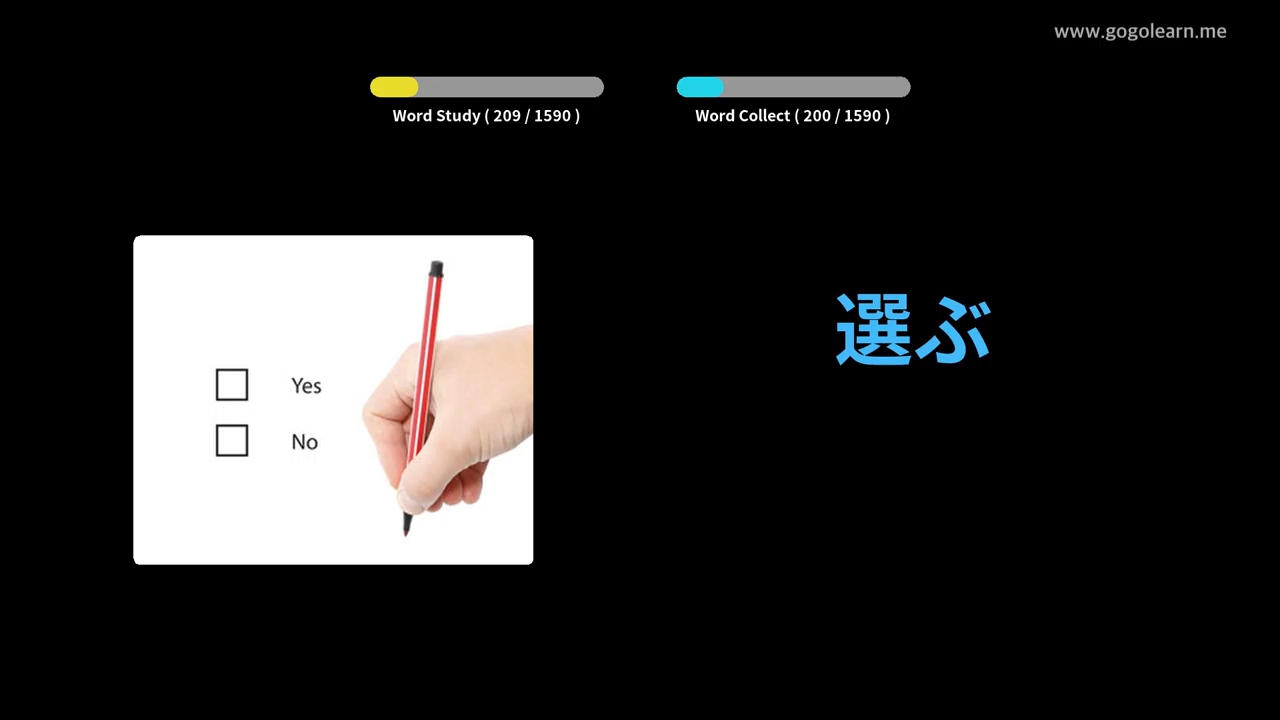 www.gogolearn.me
Word Study ( 209 / 1590 )
Word Collect ( 200 / 1590 )
選ぶ
Yes
No